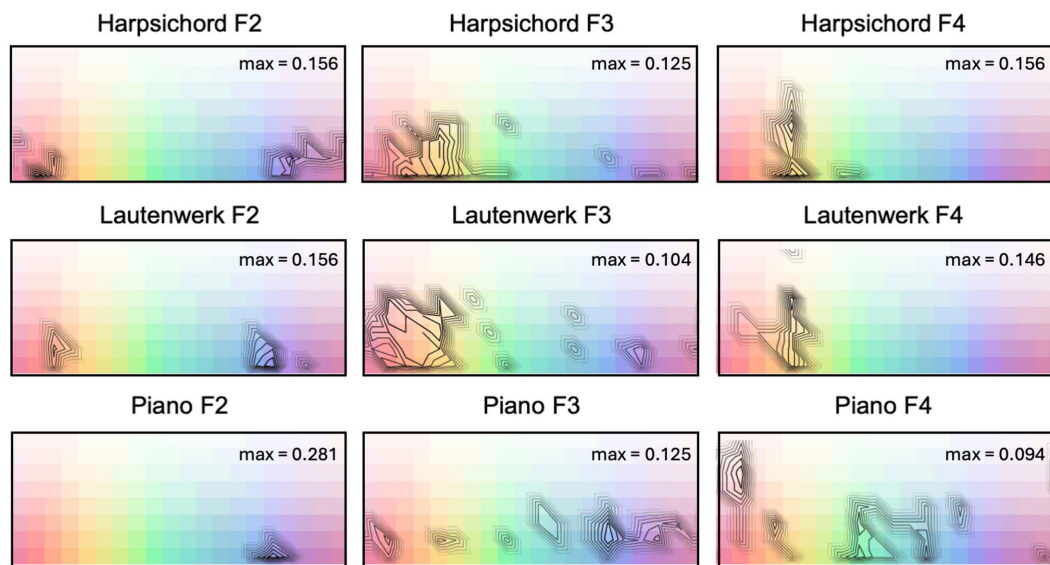 Harpsichord F2 Harpsichord F3 Harpsichord F4
max = 0.156 max = 0.125 max = 0.156
Lautenwerk F2 Lautenwerk F3 Lautenwerk F4
max = 0.156 max = 0.104 max = 0.146
Piano F2 Piano F3 Piano F4
max = 0.281 max = 0.125 max = 0.094